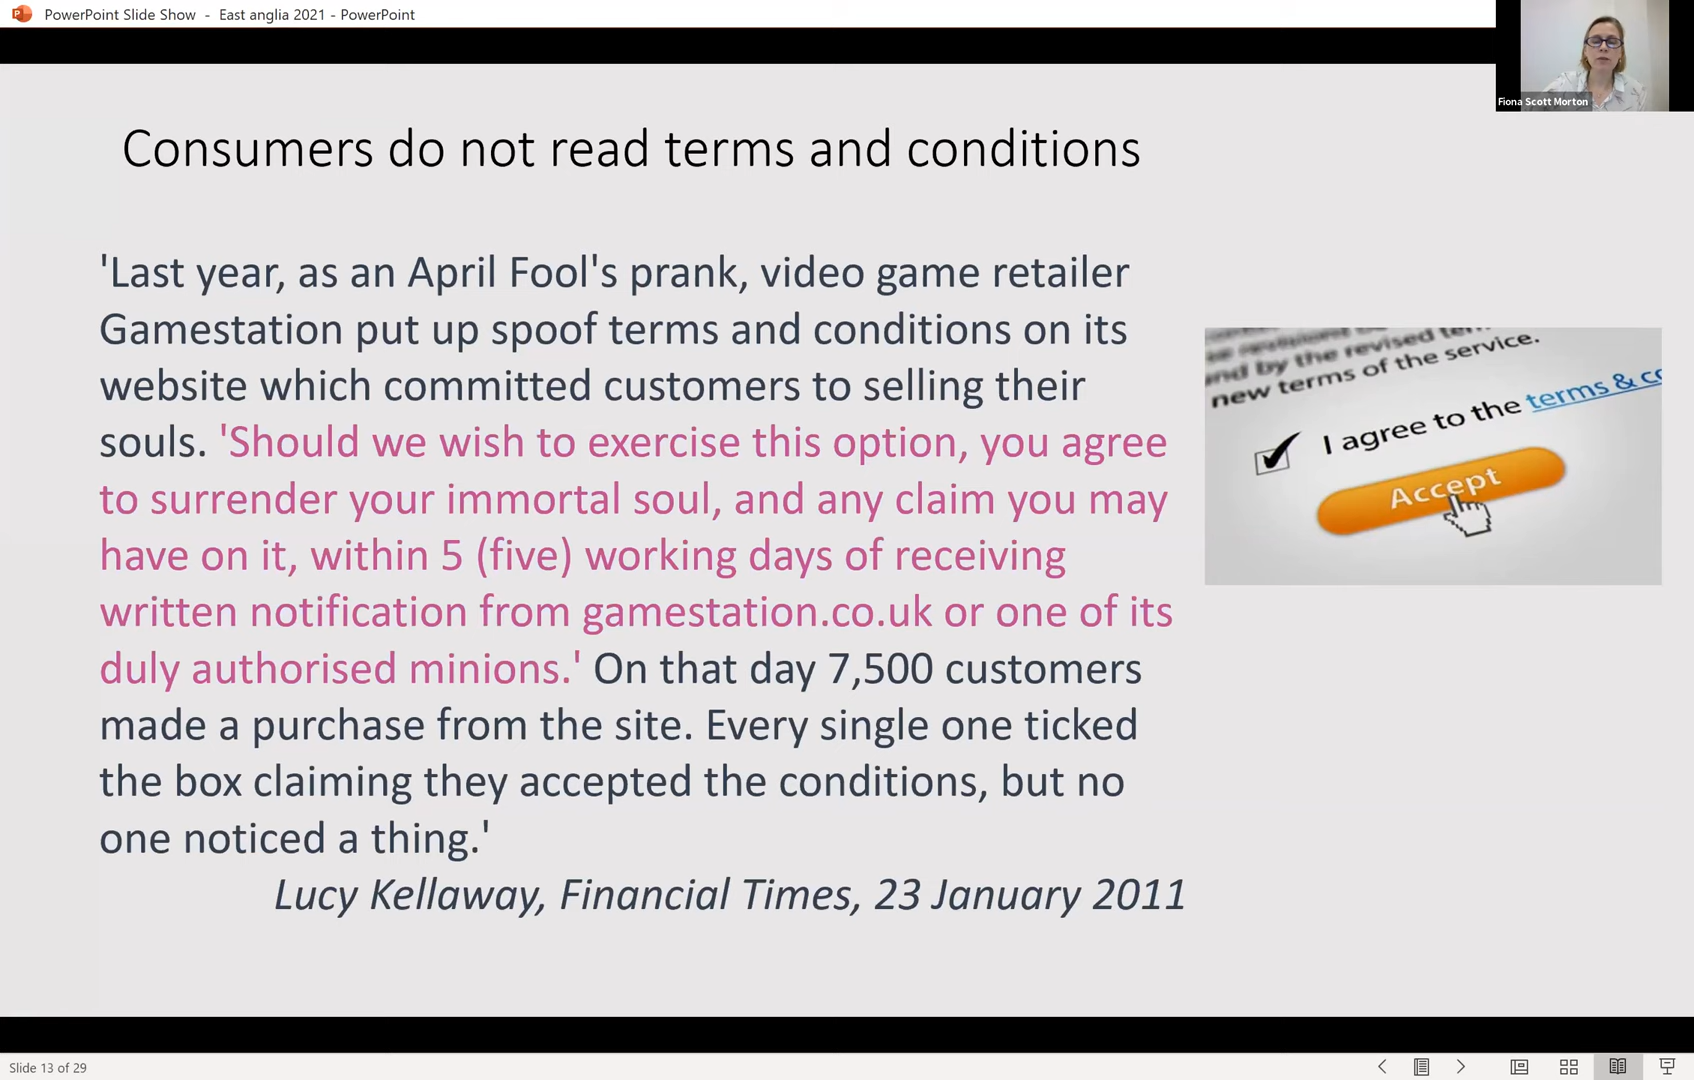 PowerPoint Slide Show - East anglia 2021 - PowerPoint
Fiona Scott Morton
Consumers do not read terms and conditions
'Last year, as an April Fool's prank, video game retailer
Gamestation put up spoof terms and conditions on its
website which committed customers to selling their
souls. 'Should we wish to exercise this option, you agree
to surrender your immortal soul, and any claim you may
have on it, within 5 (five) working days of receiving
written notification from gamestation.co.uk or one of its
duly authorised minions.' On that day 7,500 customers
made a purchase from the site. Every single one ticked
the box claiming they accepted the conditions, but no
one noticed a thing.'
Lucy Kellaway, Financial Times, 23 January 2011
and by the revised
new terms of the service.
I agree to the terms & co
Accept
Slide 13 of 29